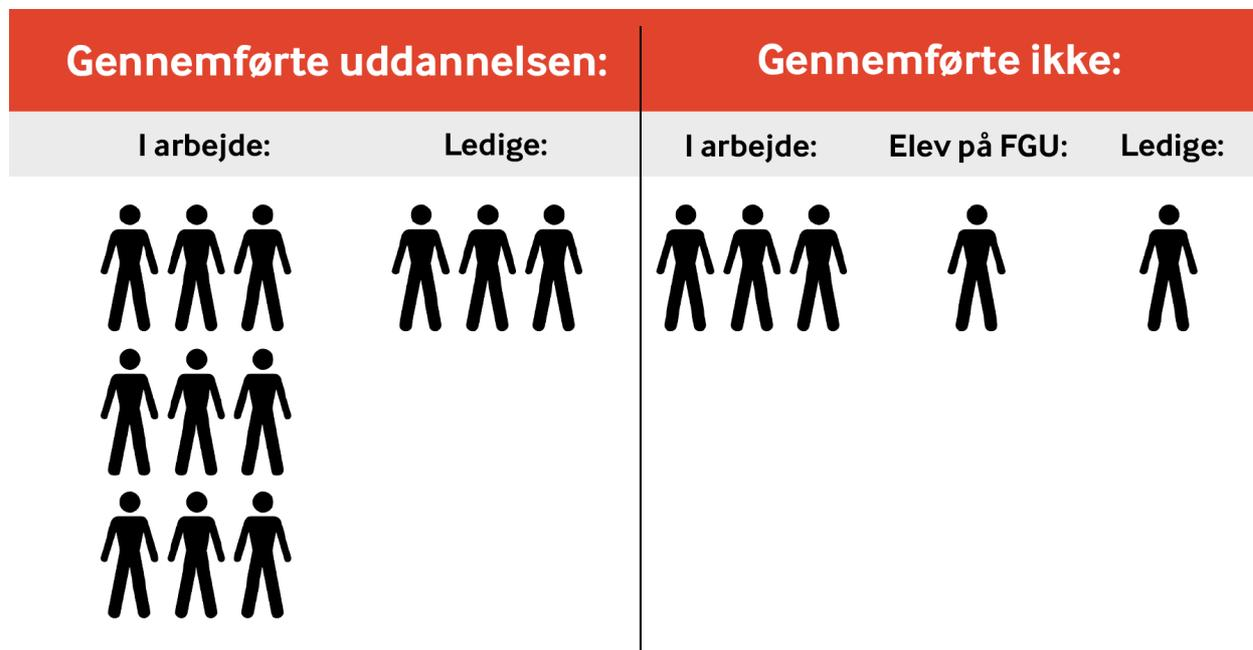 Gennemførte uddannelsen:
Gennemførte ikke:
I arbejde:
Ledige:
I arbejde:
Elev på FGU:
Ledige: